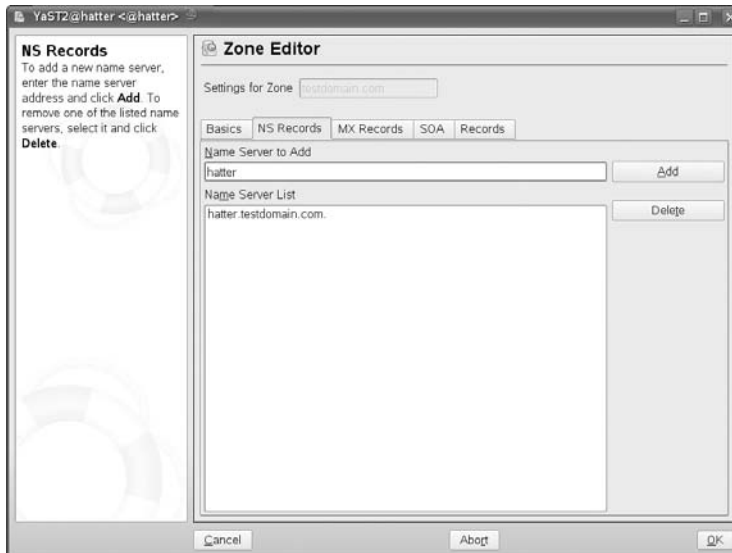 YaST2@hatter <@hatter>
NS Records
To add a new name server,
enter the name server
address and click Add. To
remove one of the listed name
servers, select it and click
Delete.
Zone Editor
Settings for Zone testdomain.com
Basics NS Records MX Records SOA Records
Name Server to Add
hatter
Add
Name Server List
hatter.testdomain.com.
Delete
Cancel Abort OK